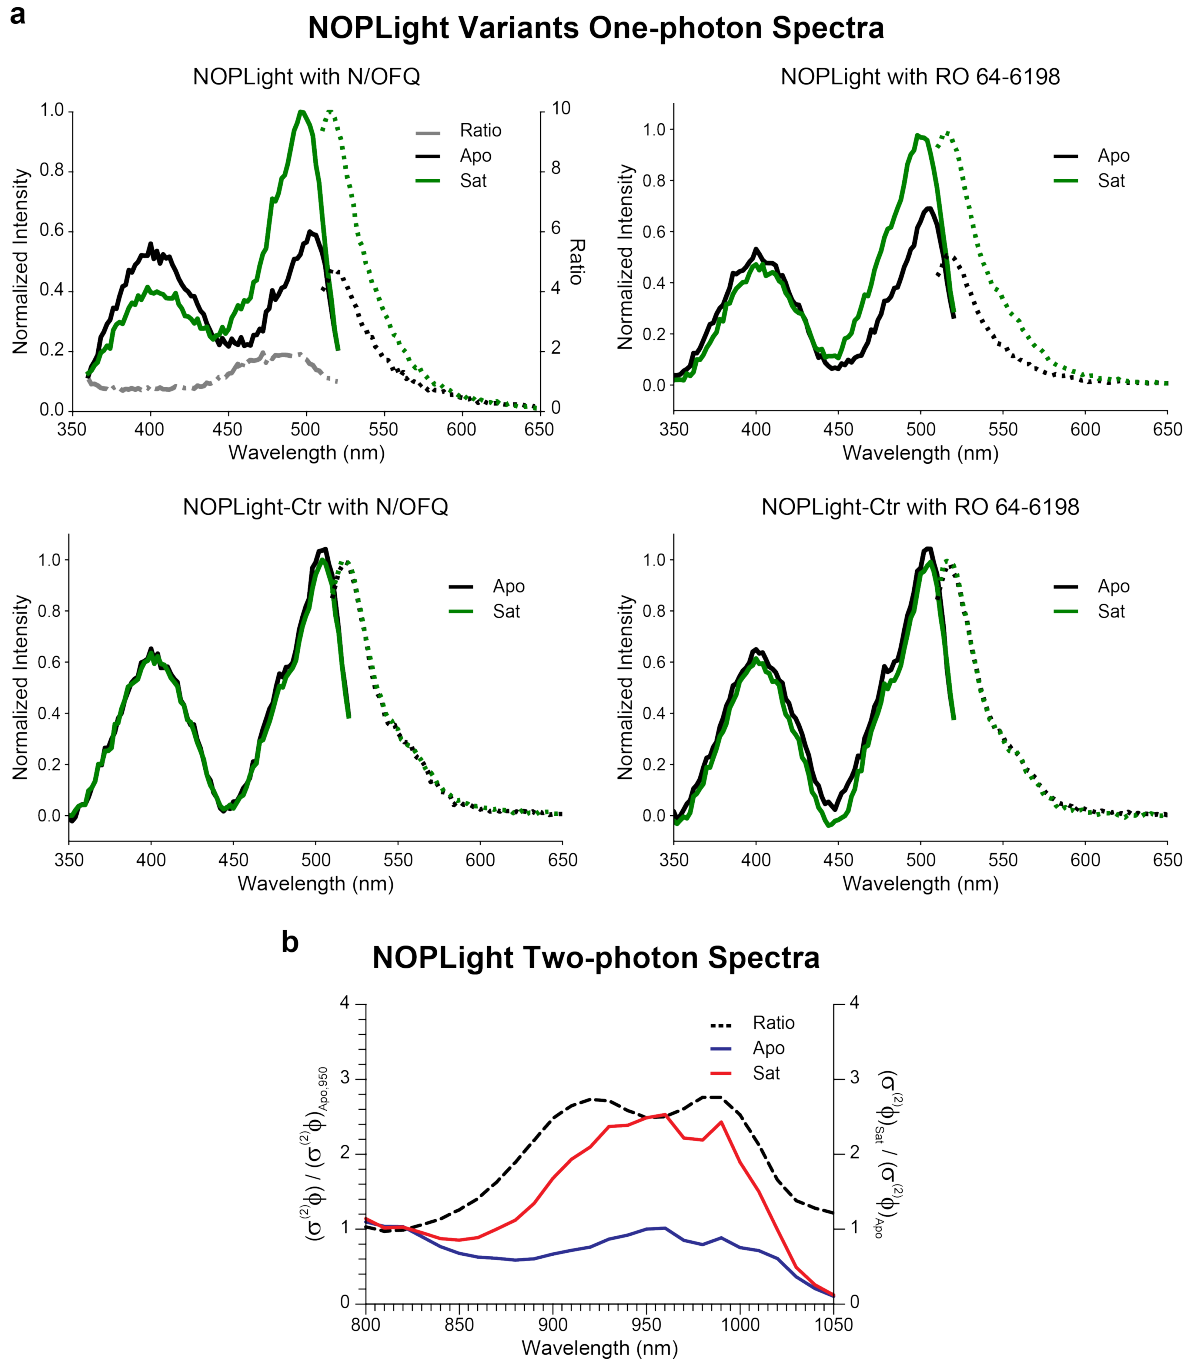 a
NOPLight Variants One-photon Spectra
NOPLight with N/OFQ
1.0
0.8
0.6
0.4
0.2
0.0
Normalized Intensity
10
8
6
4
2
0
Ratio
Ratio
Apo
Sat
350 400 450 500 550 600 650
Wavelength (nm)
NOPLight with RO 64-6198
1.0
0.8
0.6
0.4
0.2
0.0
Normalized Intensity
Apo
Sat
350 400 450 500 550 600 650
Wavelength (nm)
NOPLight-Ctr with N/OFQ
1.0
0.8
0.6
0.4
0.2
0.0
Normalized Intensity
Apo
Sat
350 400 450 500 550 600 650
Wavelength (nm)
NOPLight-Ctr with RO 64-6198
1.0
0.8
0.6
0.4
0.2
0.0
Normalized Intensity
Apo
Sat
350 400 450 500 550 600 650
Wavelength (nm)
b
NOPLight Two-photon Spectra
4
3
2
1
0
(σ(2)ϕ) / (σ(2)ϕ)Apo,950
Ratio
Apo
Sat
4
3
2
1
0
(σ(2)ϕ)Sat / (σ(2)ϕ)Apo
800 850 900 950 1000 1050
Wavelength (nm)